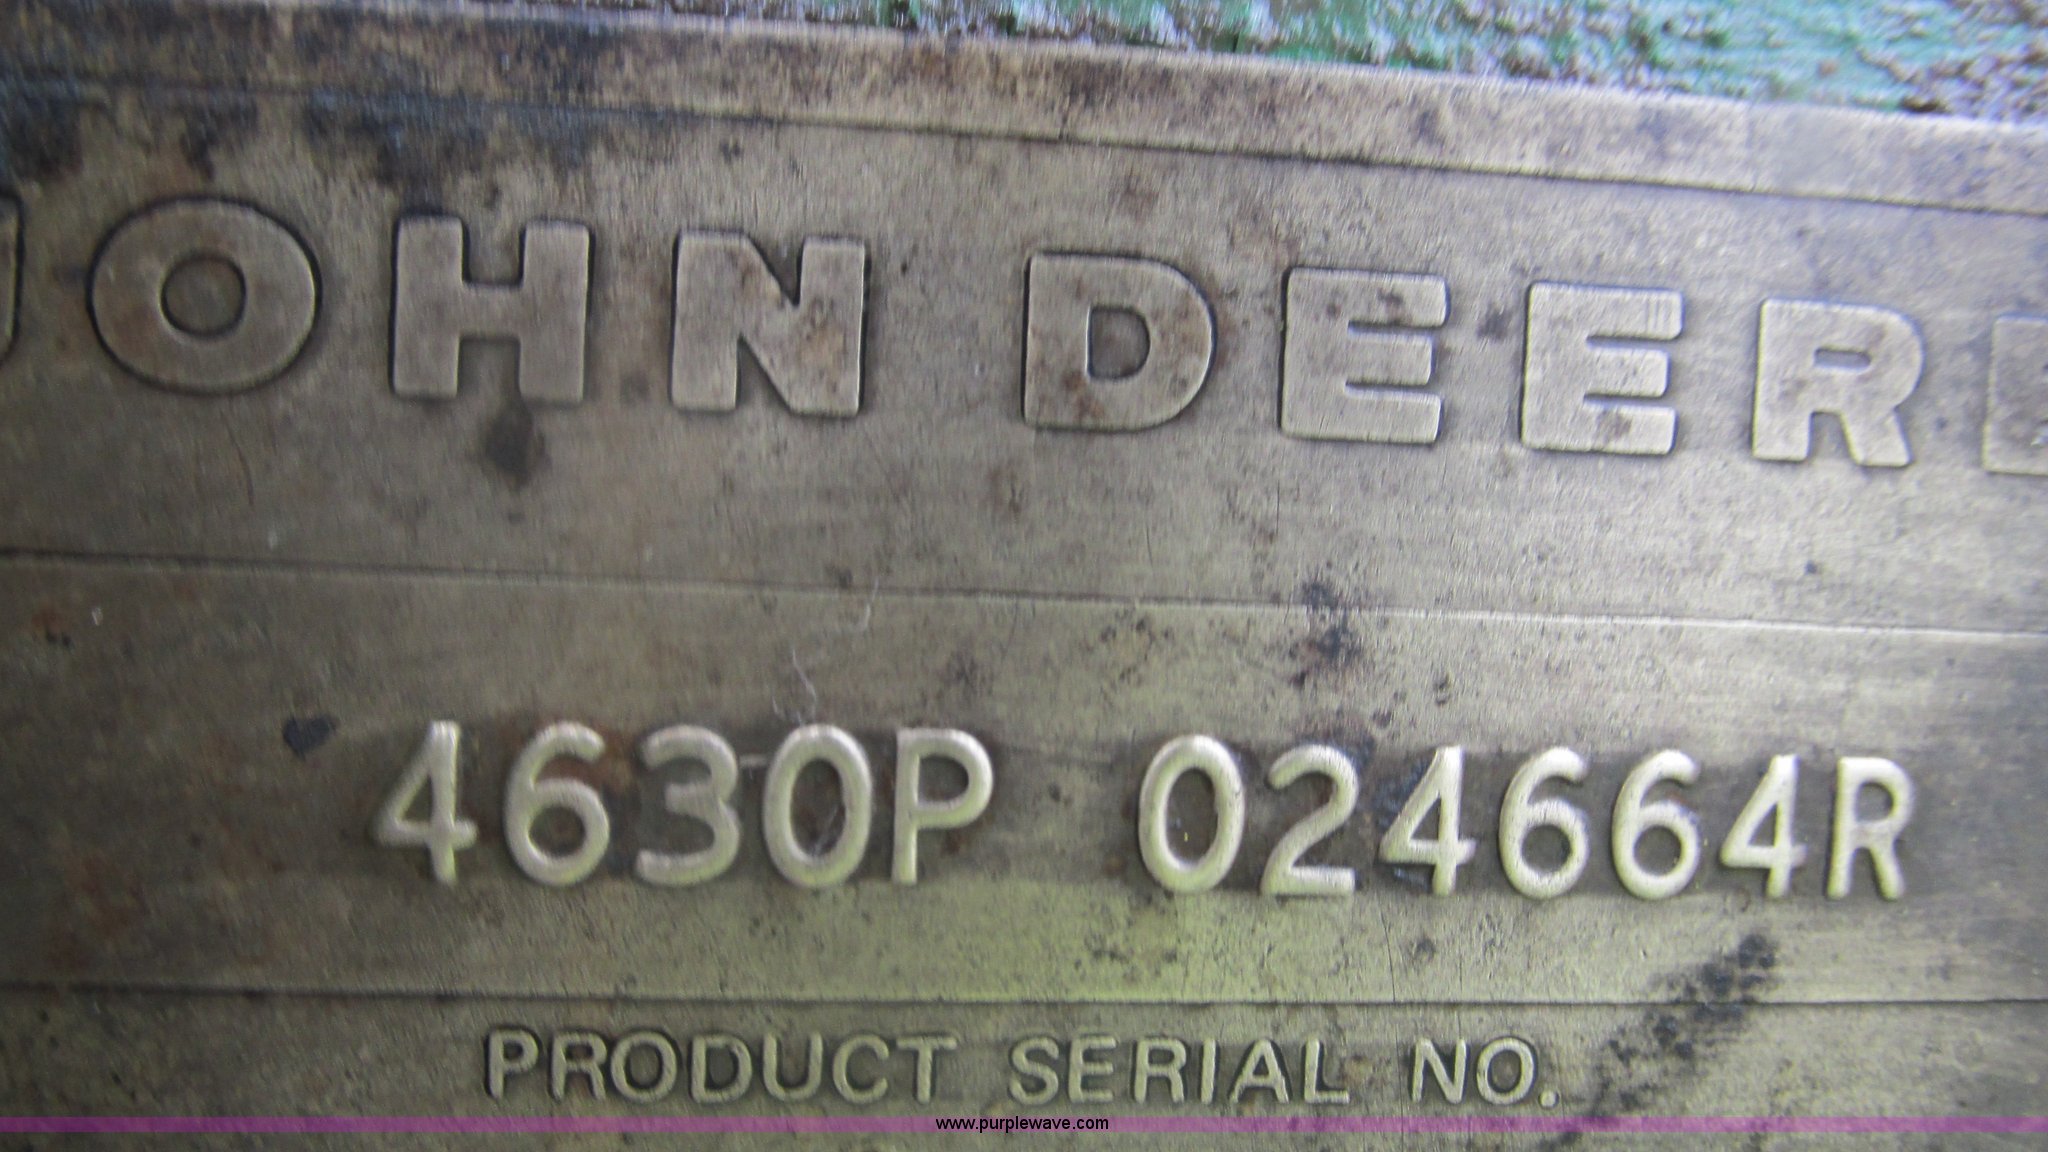 JOHN DEERE
4630P 024664R
PRODUCT SERIAL NO.
www.purplewave.com